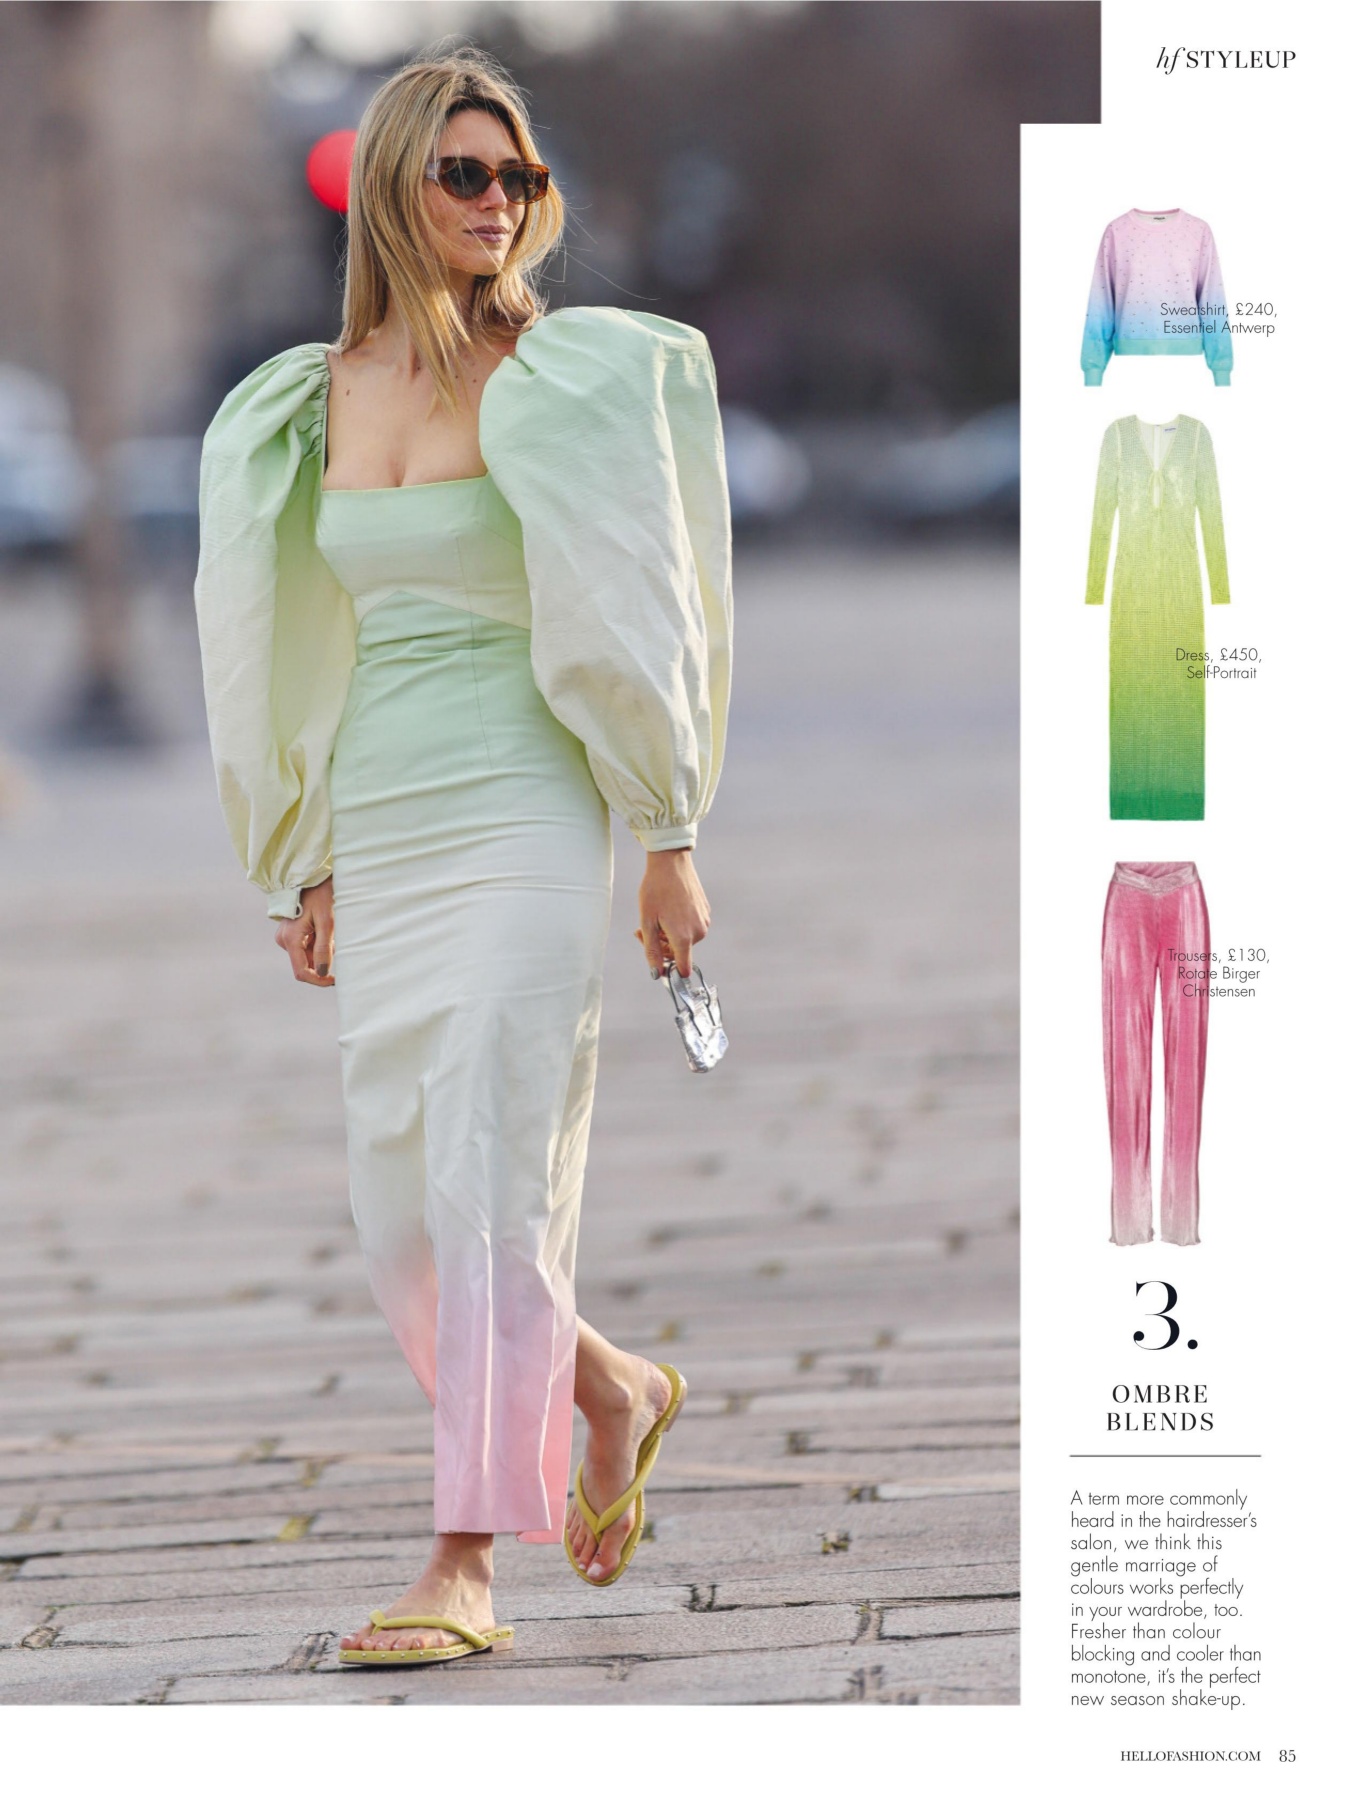 hf STYLEUP
Sweatshirt, £240,
Essentiel Antwerp
Dress, £450,
Self-Portrait
Trousers, £130,
Rotate Birger
Christensen
3.
OMBRE
BLENDS
A term more commonly
heard in the hairdresser's
salon, we think this
gentle marriage of
colours works perfectly
in your wardrobe, too.
Fresher than colour
blocking and cooler than
monotone, it's the perfect
new season shake-up.
HELLOFASHION.COM 85